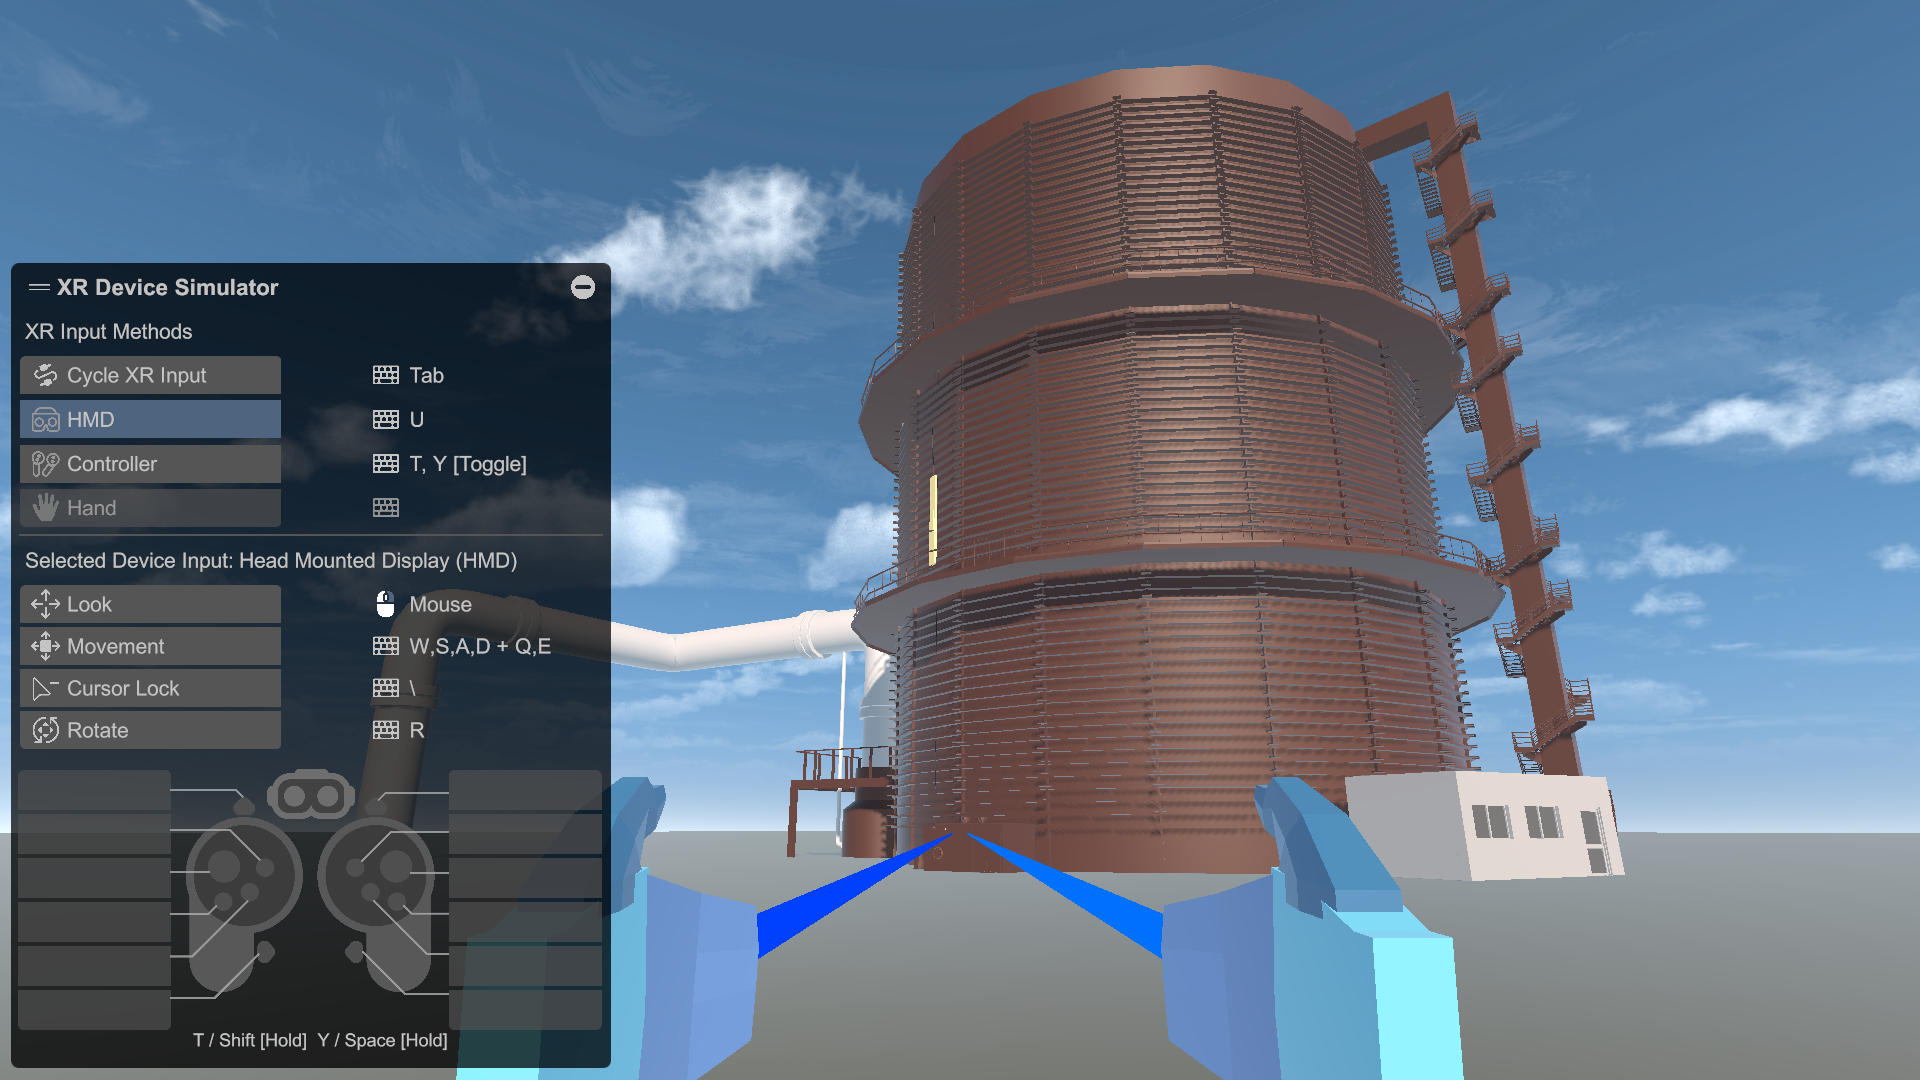 XR Device Simulator
XR Input Methods
Cycle XR Input Tab
HMD U
Controller T, Y [Toggle]
Hand
Selected Device Input: Head Mounted Display (HMD)
Look Mouse
Movement W,S,A,D + Q,E
Cursor Lock \
Rotate R
T / Shift [Hold] Y / Space [Hold]